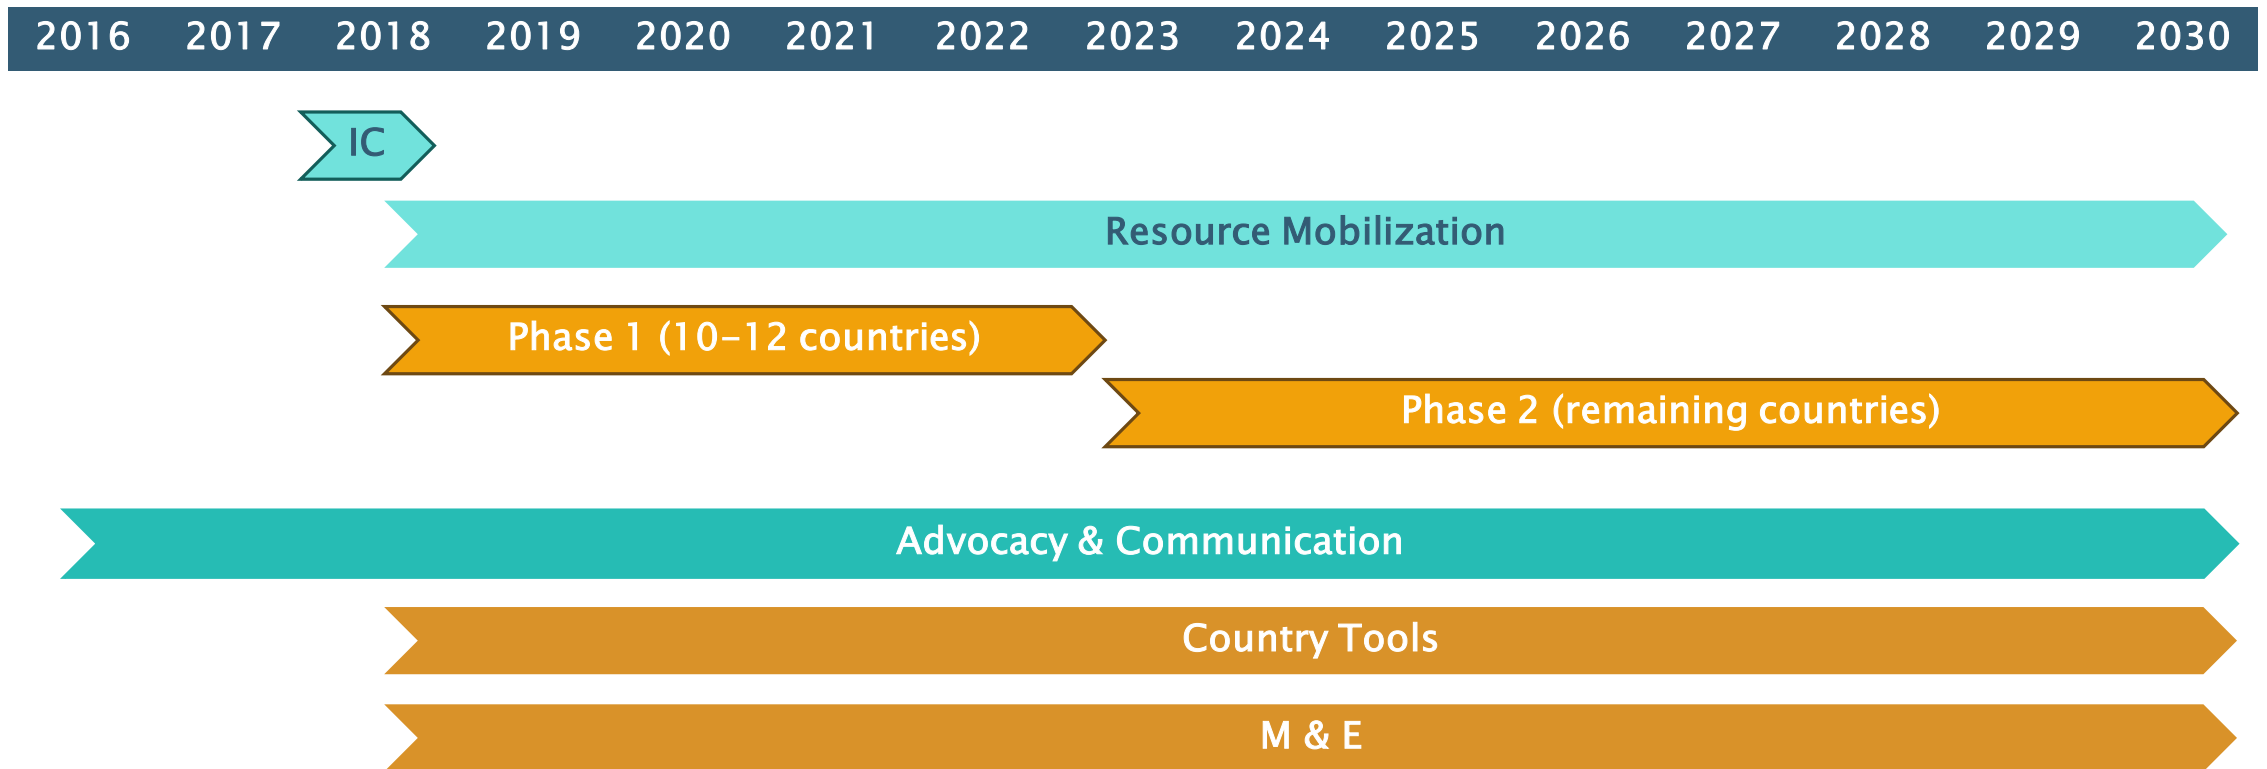 2016 2017 2018 2019 2020 2021 2022 2023 2024 2025 2026 2027 2028 2029 2030
IC
Resource Mobilization
Phase 1 (10-12 countries)
Phase 2 (remaining countries)
Advocacy & Communication
Country Tools
M & E